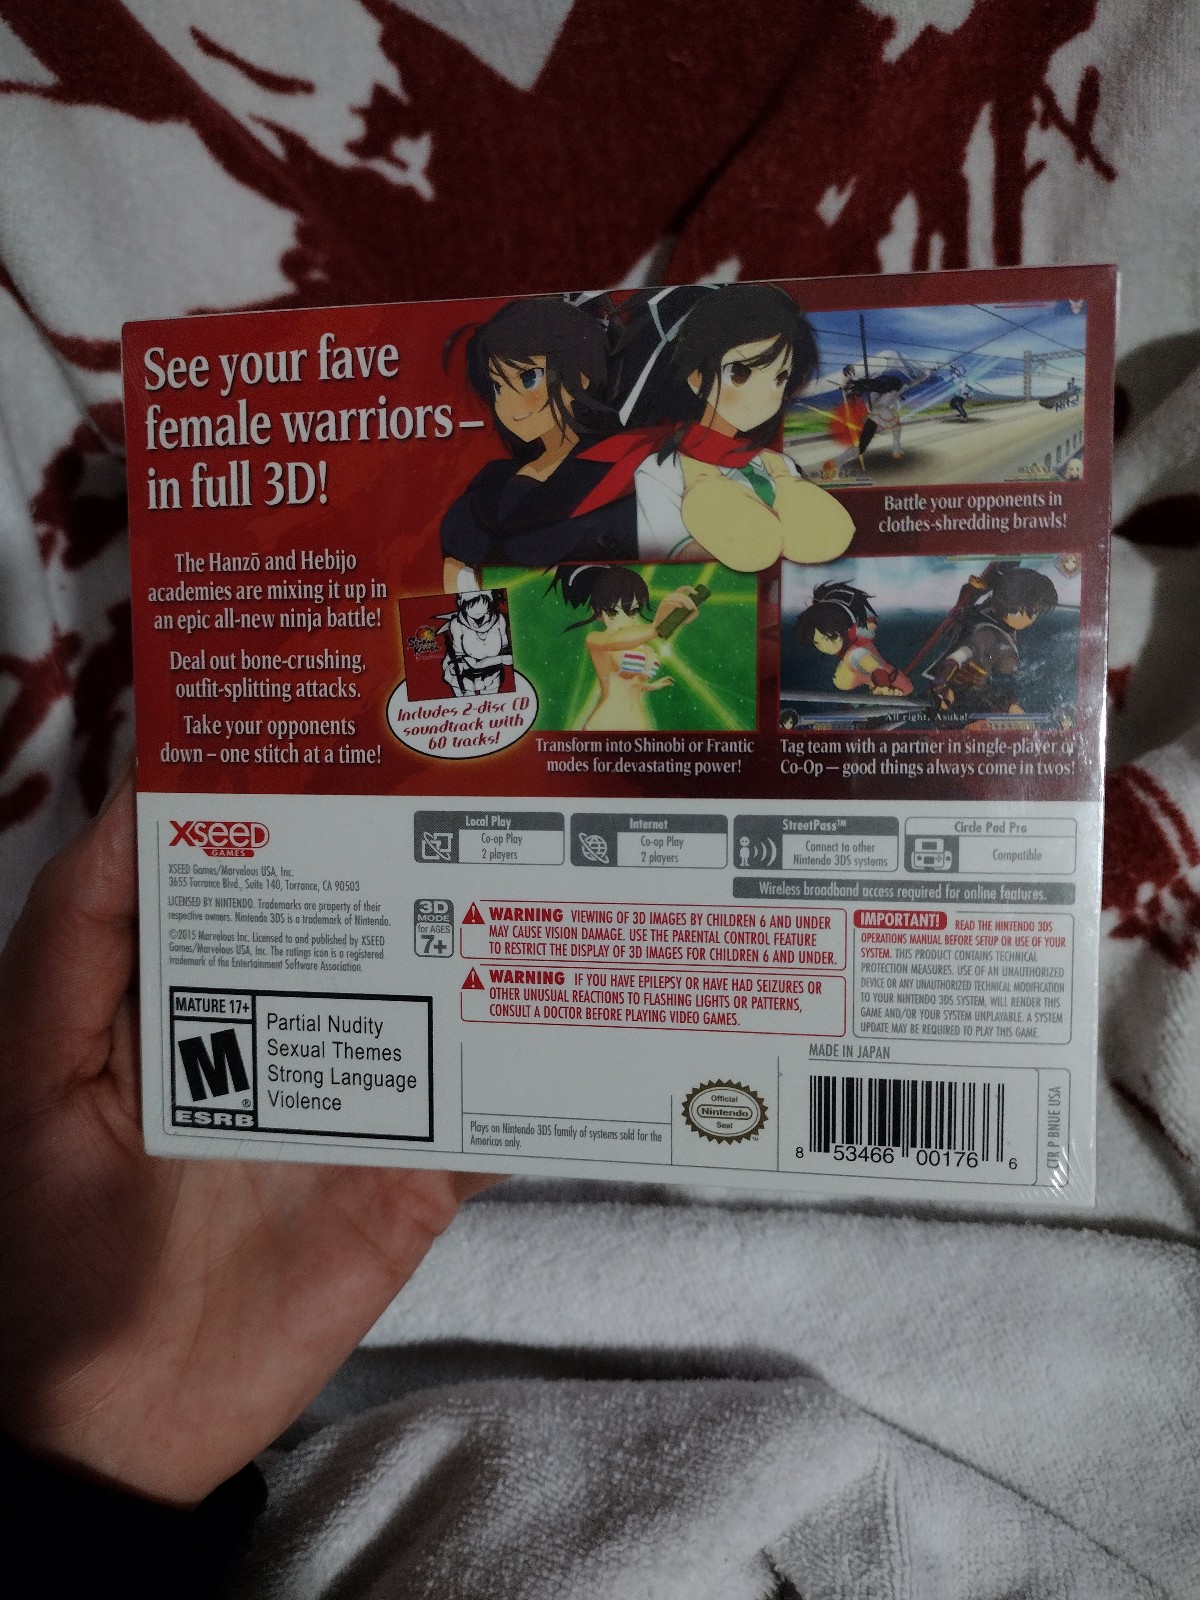 See your fave
female warriors–
in full 3D!
The Hanzō and Hebijo
academies are mixing it up in
an epic all-new ninja battle!
Deal out bone-crushing,
outfit-splitting attacks.
Take your opponents
down – one stitch at a time!
Includes 2-disc CD
soundtrack with
60 tracks!
Battle your opponents in
clothes-shredding brawls!
Transform into Shinobi or Frantic
modes for devastating power!
All right, Asuka!
Tag team with a partner in single-player or
Co-Op — good things always come in twos!
XSEED
GAMES
XSEED Games/Marvelous USA, Inc.
3655 Torrance Blvd., Suite 140, Torrance, CA 90503
LICENSED BY NINTENDO. Trademarks are property of their
respective owners. Nintendo 3DS is a trademark of Nintendo.
©2015 Marvelous Inc. Licensed to and published by XSEED
Games/Marvelous USA, Inc. The ratings icon is a registered
trademark of the Entertainment Software Association.
Local Play
Co-op Play
2 players
Internet
Co-op Play
2 players
StreetPass™
Connect to other
Nintendo 3DS systems
Circle Pad Pro
Compatible
Wireless broadband access required for online features.
3D
MODE
for AGES
7+
WARNING VIEWING OF 3D IMAGES BY CHILDREN 6 AND UNDER
MAY CAUSE VISION DAMAGE. USE THE PARENTAL CONTROL FEATURE
TO RESTRICT THE DISPLAY OF 3D IMAGES FOR CHILDREN 6 AND UNDER.
WARNING IF YOU HAVE EPILEPSY OR HAVE HAD SEIZURES OR
OTHER UNUSUAL REACTIONS TO FLASHING LIGHTS OR PATTERNS,
CONSULT A DOCTOR BEFORE PLAYING VIDEO GAMES.
IMPORTANT! READ THE NINTENDO 3DS
OPERATIONS MANUAL BEFORE SETUP OR USE OF YOUR
SYSTEM. THIS PRODUCT CONTAINS TECHNICAL
PROTECTION MEASURES. USE OF AN UNAUTHORIZED
DEVICE OR ANY UNAUTHORIZED TECHNICAL MODIFICATION
TO YOUR NINTENDO 3DS SYSTEM, WILL RENDER THIS
GAME AND/OR YOUR SYSTEM UNPLAYABLE. A SYSTEM
UPDATE MAY BE REQUIRED TO PLAY THIS GAME.
MATURE 17+
M
®
ESRB
Partial Nudity
Sexual Themes
Strong Language
Violence
Plays on Nintendo 3DS family of systems sold for the
Americas only.
Official
Nintendo
Seal
MADE IN JAPAN
8 53466 00176 6
CTR P BNUE USA